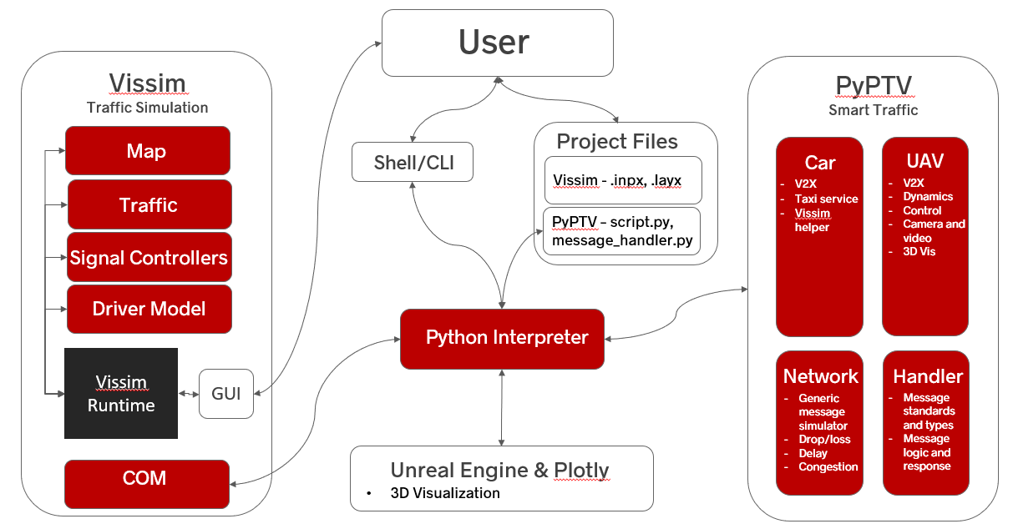 User
Vissim
Traffic Simulation
Map
Traffic
Signal Controllers
Driver Model
Vissim
Runtime
GUI
COM
Shell/CLI
Project Files
Vissim - .inpx, .layx
PyPTV – script.py,
message_handler.py
Python Interpreter
Unreal Engine & Plotly
• 3D Visualization
PyPTV
Smart Traffic
Car
- V2X
- Taxi service
- Vissim
helper
UAV
- V2X
- Dynamics
- Control
- Camera and
video
- 3D Vis
Network
- Generic
message
simulator
- Drop/loss
- Delay
- Congestion
Handler
- Message
standards
and types
- Message
logic and
response